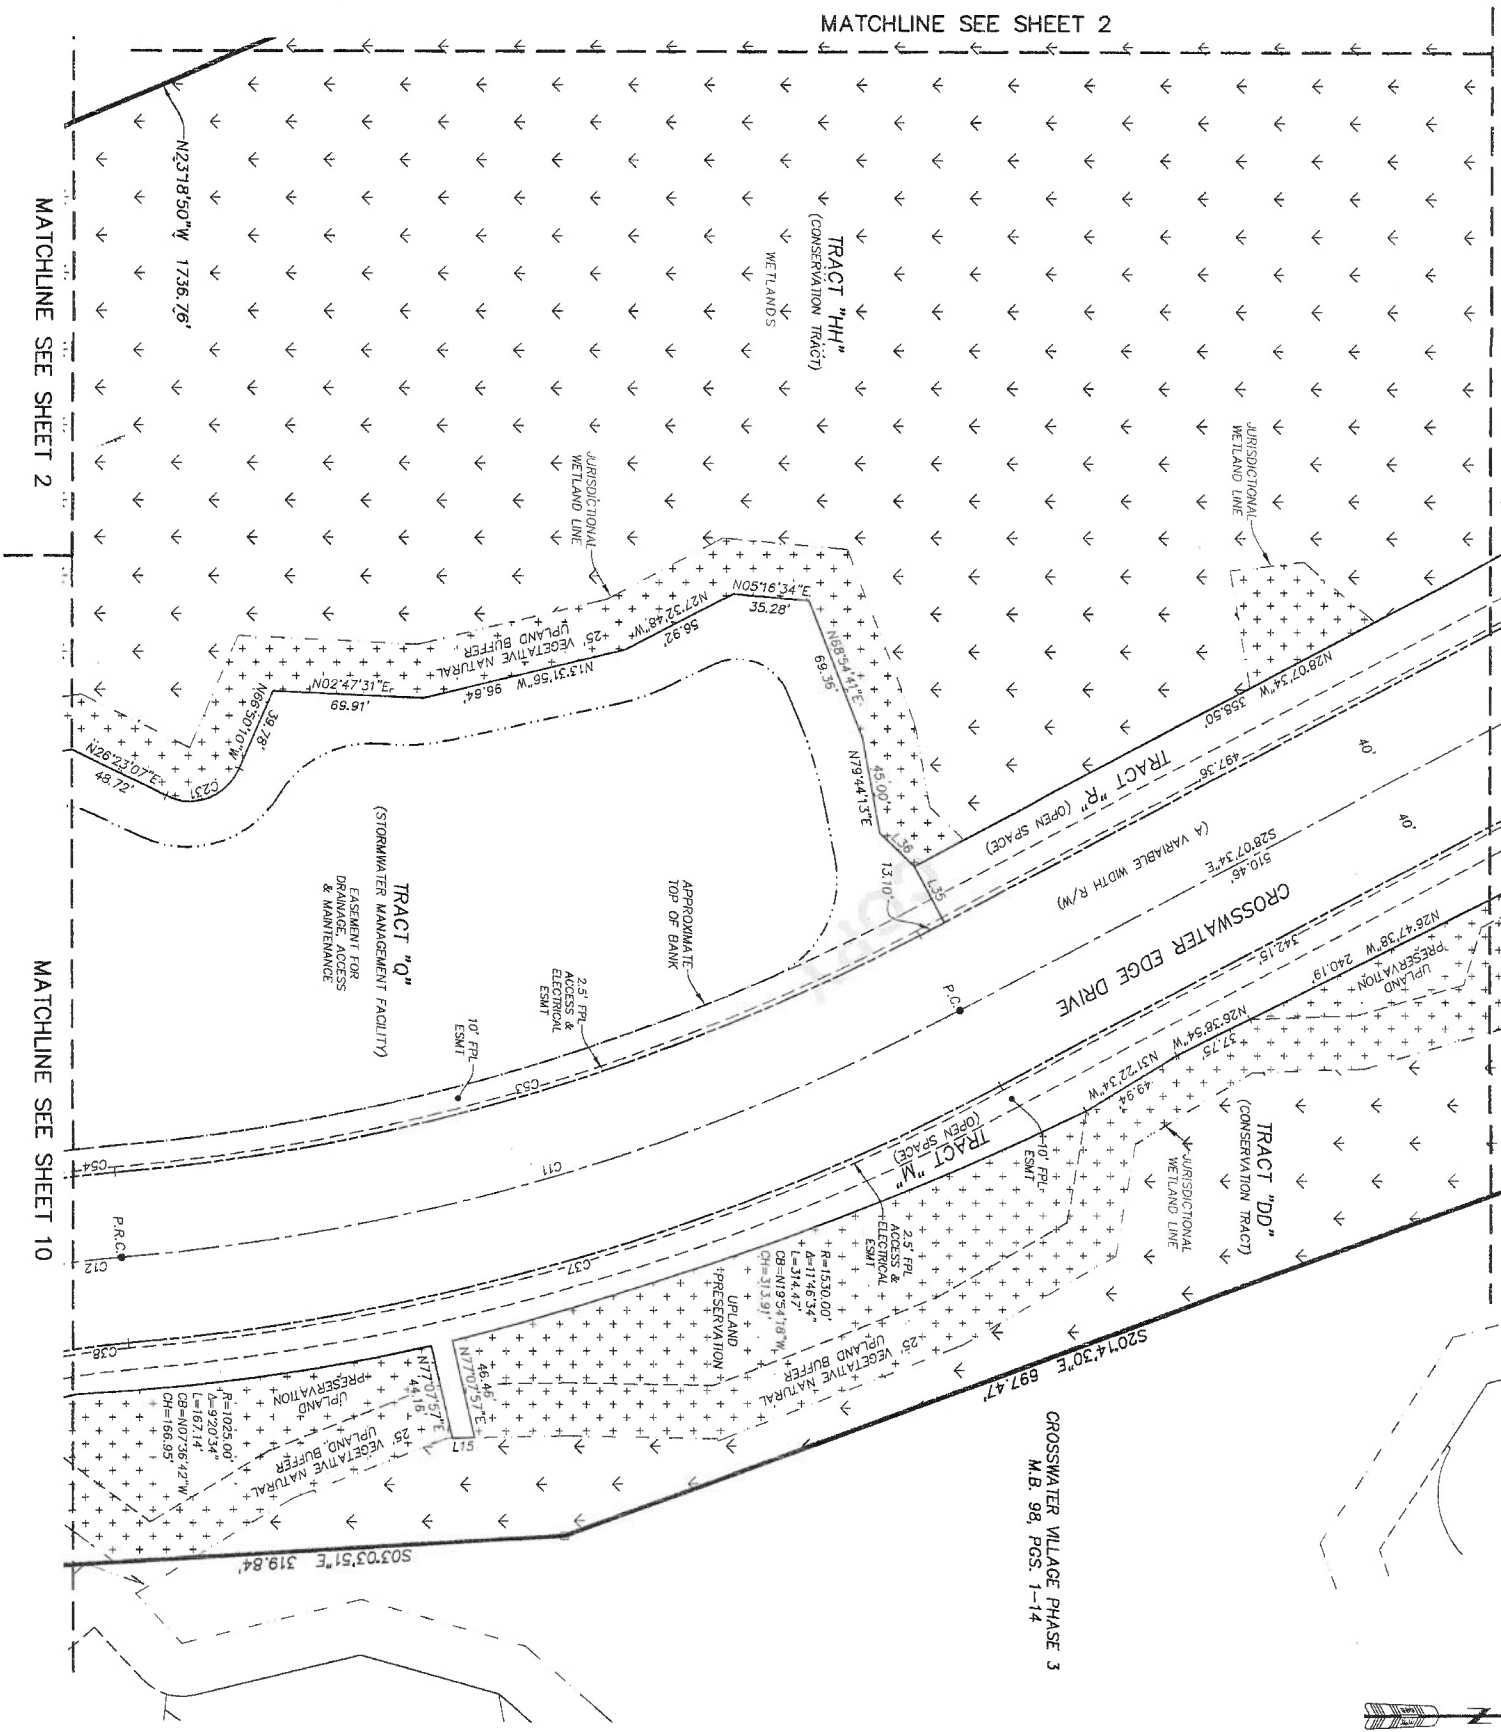 MATCHLINE SEE SHEET 2
N23°18'50"W 1736.76'
MATCHLINE SEE SHEET 2
TRACT "HH"
(CONSERVATION TRACT)
WETLANDS
JURISDICTIONAL
WETLAND LINE
JURISDICTIONAL
WETLAND LINE
N28°07'34"W 358.50'
TRACT "R" (OPEN SPACE)
497.36'
40'
40'
(A VARIABLE WIDTH R/W)
S28°07'34"E
510.46'
CROSSWATER EDGE DRIVE
342.15'
N26°47'38"W 240.19'
UPLAND
PRESERVATION
N26°38'54"W
37.75'
N31°22'34"W
49.94'
N05°16'34"E
35.28'
N27°32'48"W
56.92'
25' VEGETATIVE NATURAL
UPLAND BUFFER
N13°31'56"W 96.64'
N02°47'31"E
69.91'
N66°50'10"W
39.78'
C231
N26°23'07"E
48.72'
N68°54'41"E
69.36'
N79°44'13"E
45.00'
L36
L35
13.10'
COPY
TRACT "Q"
(STORMWATER MANAGEMENT FACILITY)
EASEMENT FOR
DRAINAGE, ACCESS
& MAINTENANCE
APPROXIMATE
TOP OF BANK
2.5' FPL
ACCESS &
ELECTRICAL
ESMT
10' FPL
ESMT
C53
C54
P.C.
C11
P.R.C.
C12
C37
C38
TRACT "M"
(OPEN SPACE)
10' FPL
ESMT
2.5' FPL
ACCESS &
ELECTRICAL
ESMT
TRACT "DD"
(CONSERVATION TRACT)
JURISDICTIONAL
WETLAND LINE
R=1530.00'
Δ=11°46'34"
L=314.47'
CB=N19°54'18"W
CH=313.91'
UPLAND
PRESERVATION
25'
VEGETATIVE NATURAL
UPLAND BUFFER
N77°07'57"E
46.46'
L15
N77°07'57"E
44.16'
UPLAND
PRESERVATION
25'
VEGETATIVE NATURAL
UPLAND BUFFER
R=1025.00'
Δ=9°20'34"
L=167.14'
CB=N07°36'42"W
CH=166.95'
S20°14'30"E 697.47'
S03°03'51"E 319.84'
CROSSWATER VILLAGE PHASE 3
M.B. 98, PGS. 1-14
MATCHLINE SEE SHEET 10